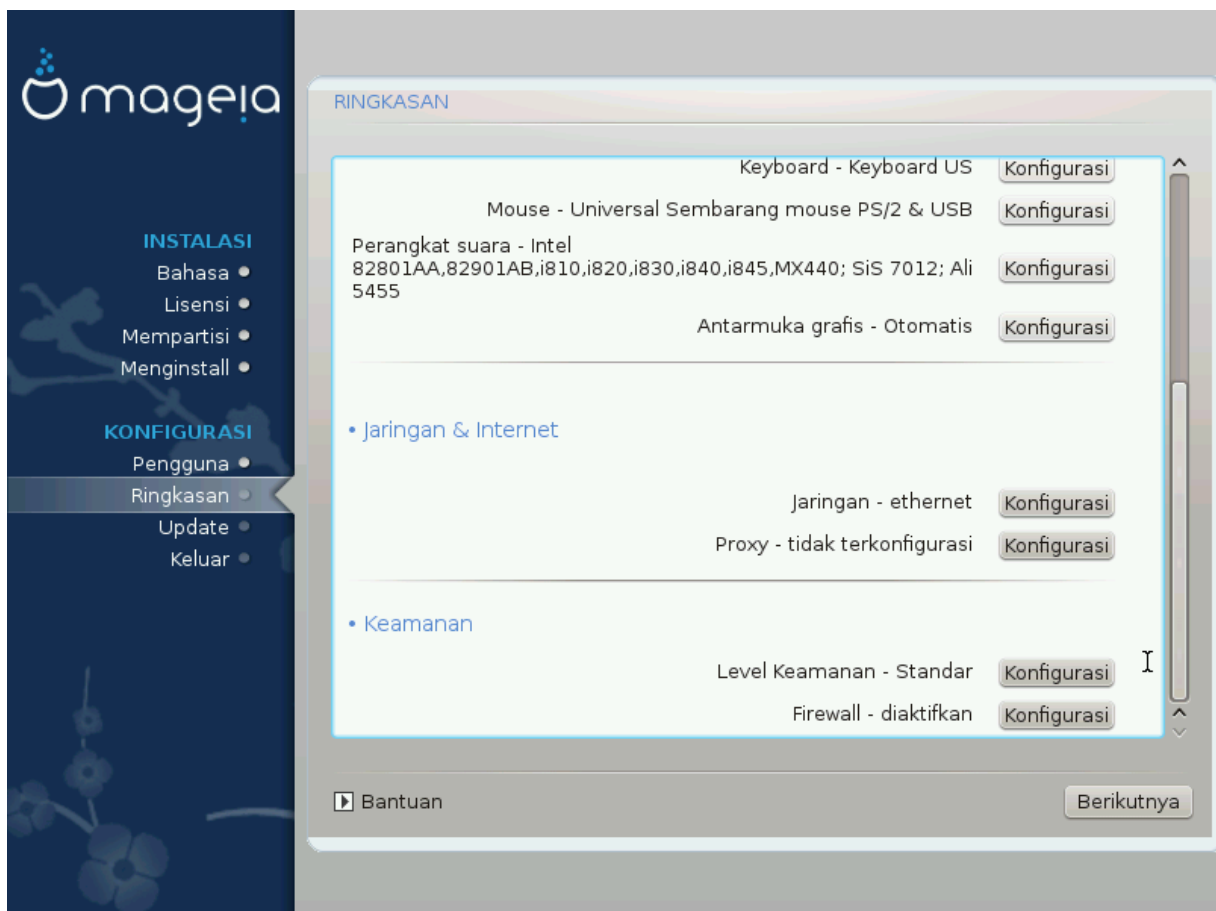 mageia
INSTALASI
Bahasa
Lisensi
Mempartisi
Menginstall
KONFIGURASI
Pengguna
Ringkasan
Update
Keluar
RINGKASAN
Keyboard - Keyboard US Konfigurasi
Mouse - Universal Sembarang mouse PS/2 & USB Konfigurasi
Perangkat suara - Intel
82801AA,82901AB,i810,i820,i830,i840,i845,MX440; SiS 7012; Ali Konfigurasi
5455
Antarmuka grafis - Otomatis Konfigurasi
• Jaringan & Internet
Jaringan - ethernet Konfigurasi
Proxy - tidak terkonfigurasi Konfigurasi
• Keamanan
Level Keamanan - Standar Konfigurasi
Firewall - diaktifkan Konfigurasi
Bantuan Berikutnya